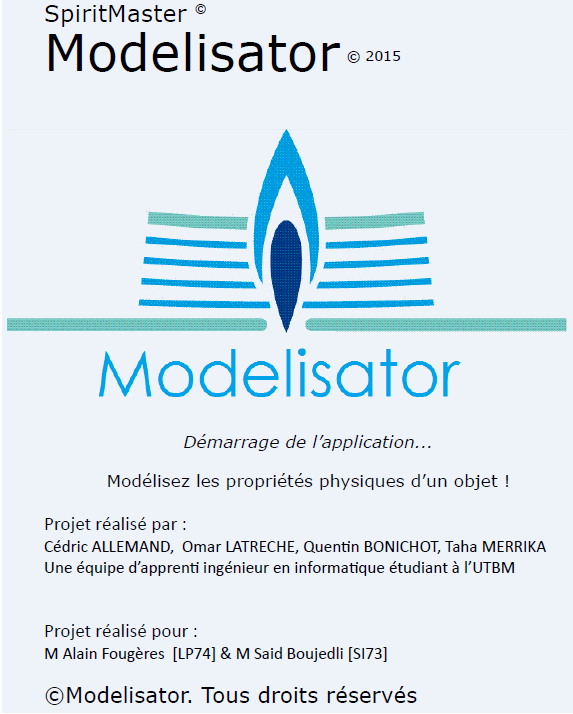 SpiritMaster ©
Modelisator © 2015
Modelisator
Démarrage de l’application...
Modélisez les propriétés physiques d’un objet !
Projet réalisé par :
Cédric ALLEMAND, Omar LATRECHE, Quentin BONICHOT, Taha MERRIKA
Une équipe d’apprenti ingénieur en informatique étudiant à l’UTBM
Projet réalisé pour :
M Alain Fougères [LP74] & M Said Boujedli [SI73]
©Modelisator. Tous droits réservés